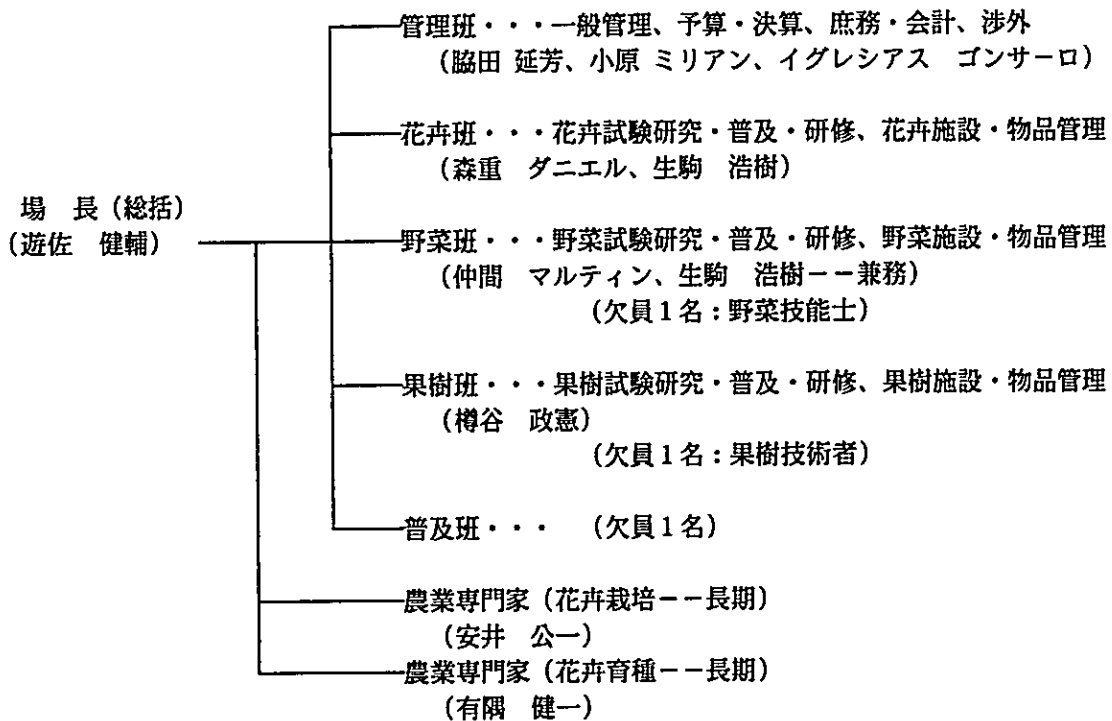 管理班・・・一般管理、予算・決算、庶務・会計、渉外
(脇田 延芳、小原 ミリアン、イグレシアス ゴンサーロ)
花卉班・・・花卉試験研究・普及・研修、花卉施設・物品管理
(森重 ダニエル、生駒 浩樹)
場 長(総括)
(遊佐 健輔)
野菜班・・・野菜試験研究・普及・研修、野菜施設・物品管理
(仲間 マルティン、生駒 浩樹ーー兼務)
(欠員1名:野菜技能士)
果樹班・・・果樹試験研究・普及・研修、果樹施設・物品管理
(樽谷 政憲)
(欠員1名:果樹技術者)
普及班・・・ (欠員1名)
農業専門家(花卉栽培ーー長期)
(安井 公一)
農業専門家(花卉育種ーー長期)
(有隅 健一)